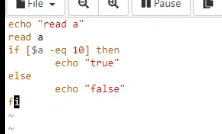 File Pause
echo "read a"
read a
if [$a -eq 10] then
echo "true"
else
echo "false"
fi
~
~